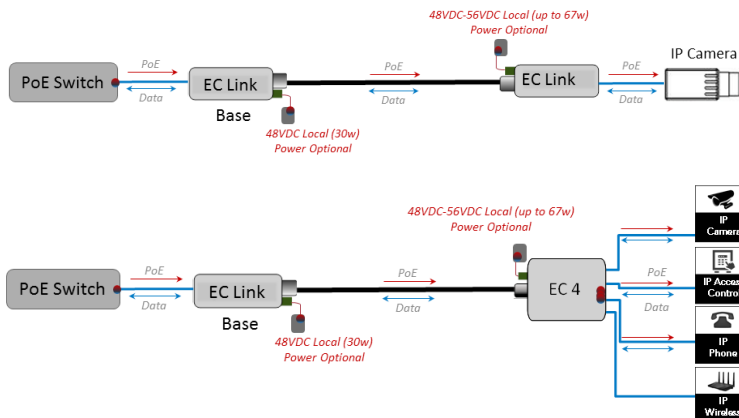 48VDC-56VDC Local (up to 67w)
Power Optional
IP Camera
PoE
PoE
PoE
PoE Switch
EC Link
EC Link
Data
Data
Data
Base
48VDC Local (30w)
Power Optional
48VDC-56VDC Local (up to 67w)
Power Optional
IP
Camera
PoE
PoE
PoE
PoE Switch
EC Link
EC 4
IP Access
Control
Data
Data
Data
Base
48VDC Local (30w)
Power Optional
IP
Phone
IP
Wireless